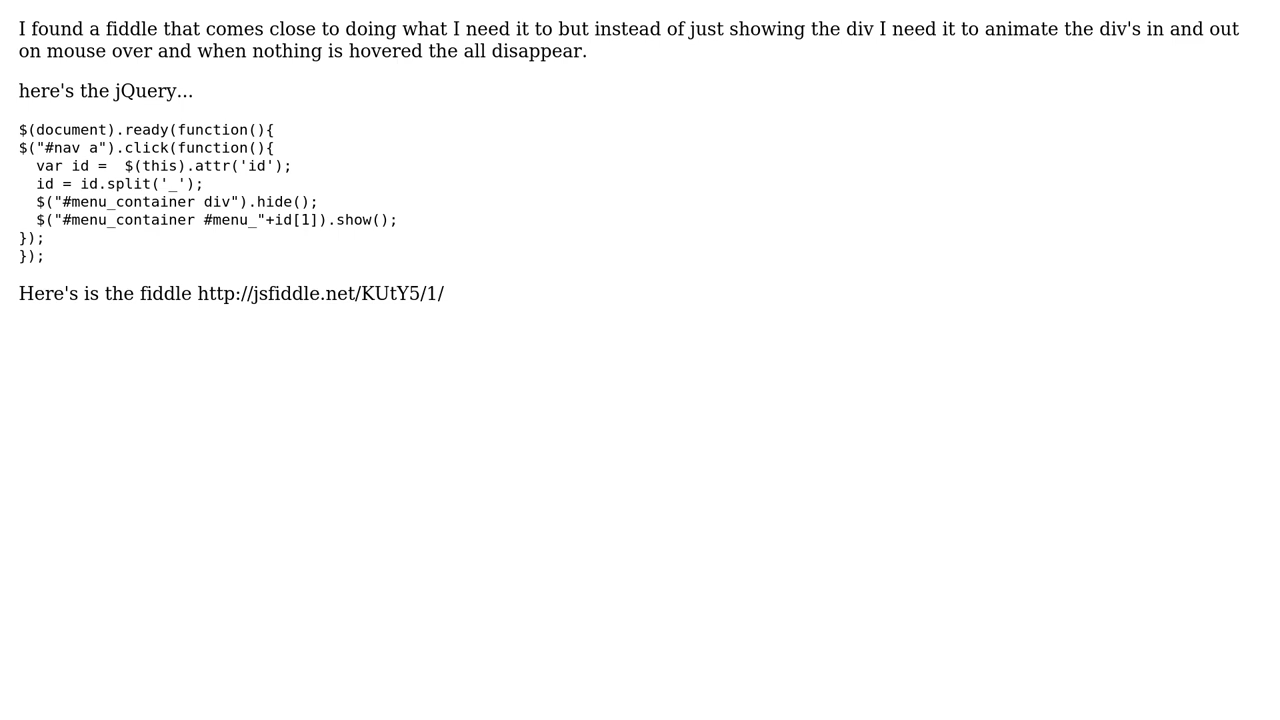 I found a fiddle that comes close to doing what I need it to but instead of just showing the div I need it to animate the div's in and out
on mouse over and when nothing is hovered the all disappear.
here's the jQuery...
$(document).ready(function(){
$("#nav a").click(function(){
  var id =  $(this).attr('id');
  id = id.split('_');
  $("#menu_container div").hide();
  $("#menu_container #menu_"+id[1]).show();
});
});
Here's is the fiddle http://jsfiddle.net/KUtY5/1/